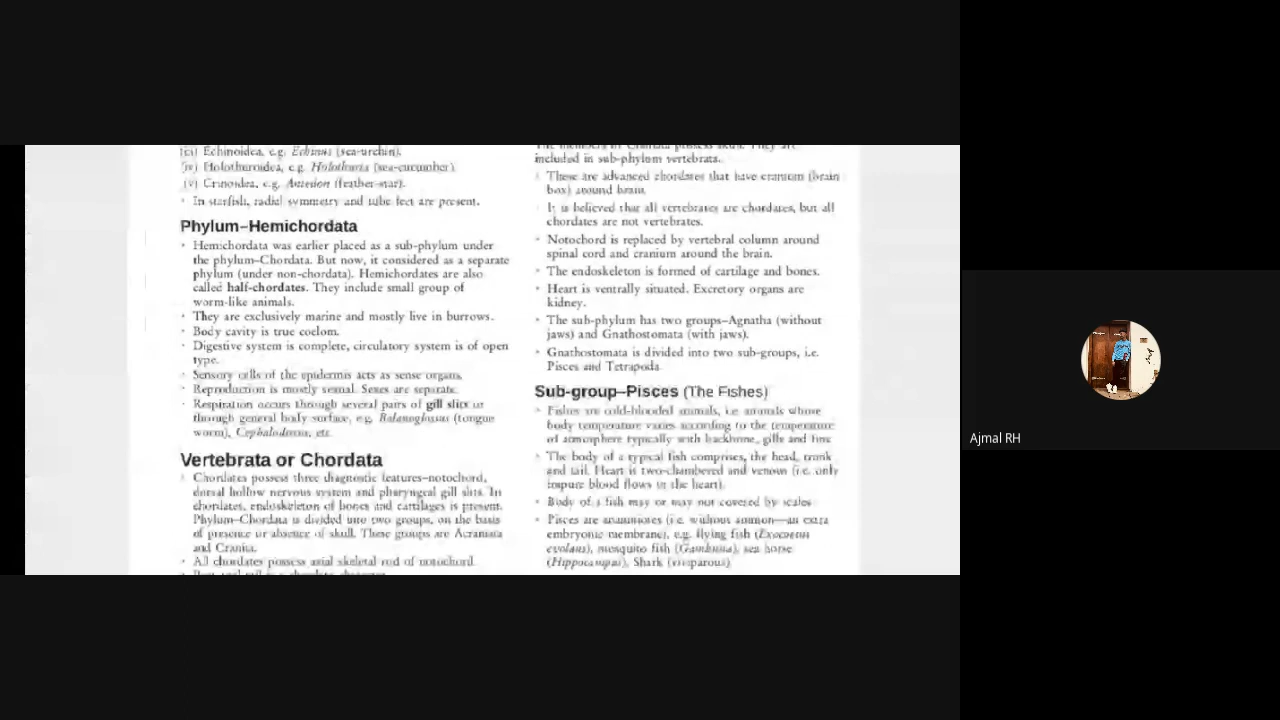 (iii) Echinoidea, e.g. Echinus (sea-urchin).
(iv) Holothuroidea, e.g. Holothuria (sea-cucumber).
(v) Crinoidea, e.g. Antedon (feather-star).
• In starfish, radial symmetry and tube feet are present.
Phylum–Hemichordata
• Hemichordata was earlier placed as a sub-phylum under
the phylum–Chordata. But now, it considered as a separate
phylum (under non-chordata). Hemichordates are also
called half-chordates. They include small group of
worm-like animals.
• They are exclusively marine and mostly live in burrows.
• Body cavity is true coelom.
• Digestive system is complete, circulatory system is of open
type.
• Sensory cells of the epidermis acts as sense organs.
• Reproduction is mostly sexual. Sexes are separate.
• Respiration occurs through several pairs of gill slits or
through general body surface, e.g. Balanoglossus (tongue
worm), Cephalodiscus, etc.
Vertebrata or Chordata
• Chordates possess three diagnostic features–notochord,
dorsal hollow nervous system and pharyngeal gill slits. In
chordates, endoskeleton of bones and cartilages is present.
Phylum–Chordata is divided into two groups, on the basis
of presence or absence of skull. These groups are Acraniata
and Crania.
• All chordates possess axial skeletal rod of notochord.
The members of Craniata possess skull. They are
included in sub-phylum vertebrata.
• These are advanced chordates that have cranium (brain
box) around brain.
• It is believed that all vertebrates are chordates, but all
chordates are not vertebrates.
• Notochord is replaced by vertebral column around
spinal cord and cranium around the brain.
• The endoskeleton is formed of cartilage and bones.
• Heart is ventrally situated. Excretory organs are
kidney.
• The sub-phylum has two groups–Agnatha (without
jaws) and Gnathostomata (with jaws).
• Gnathostomata is divided into two sub-groups, i.e.
Pisces and Tetrapoda.
Sub-group–Pisces (The Fishes)
• Fishes are cold-blooded animals, i.e. animals whose
body temperature varies according to the temperature
of atmosphere typically with backbone, gills and fins.
• The body of a typical fish comprises, the head, trunk
and tail. Heart is two-chambered and venous (i.e. only
impure blood flows in the heart).
• Body of a fish may or may not covered by scales.
• Pisces are anamniotes (i.e. without amnion—an extra
embryonic membrane), e.g. flying fish (Exocoetus
evolans), mosquito fish (Gambusia), sea horse
(Hippocampus), Shark (viviparous)
Ajmal RH